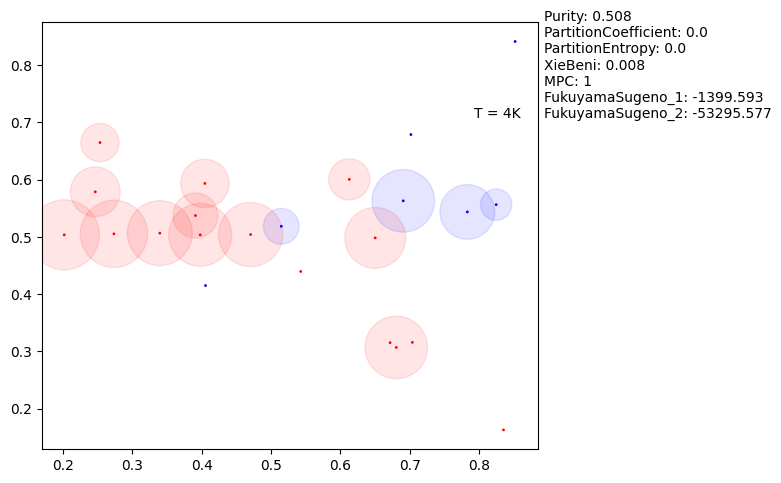 Purity: 0.508
PartitionCoefficient: 0.0
PartitionEntropy: 0.0
XieBeni: 0.008
MPC: 1
FukuyamaSugeno_1: -1399.593
FukuyamaSugeno_2: -53295.577
T = 4K
0.8
0.7
0.6
0.5
0.4
0.3
0.2
0.2 0.3 0.4 0.5 0.6 0.7 0.8